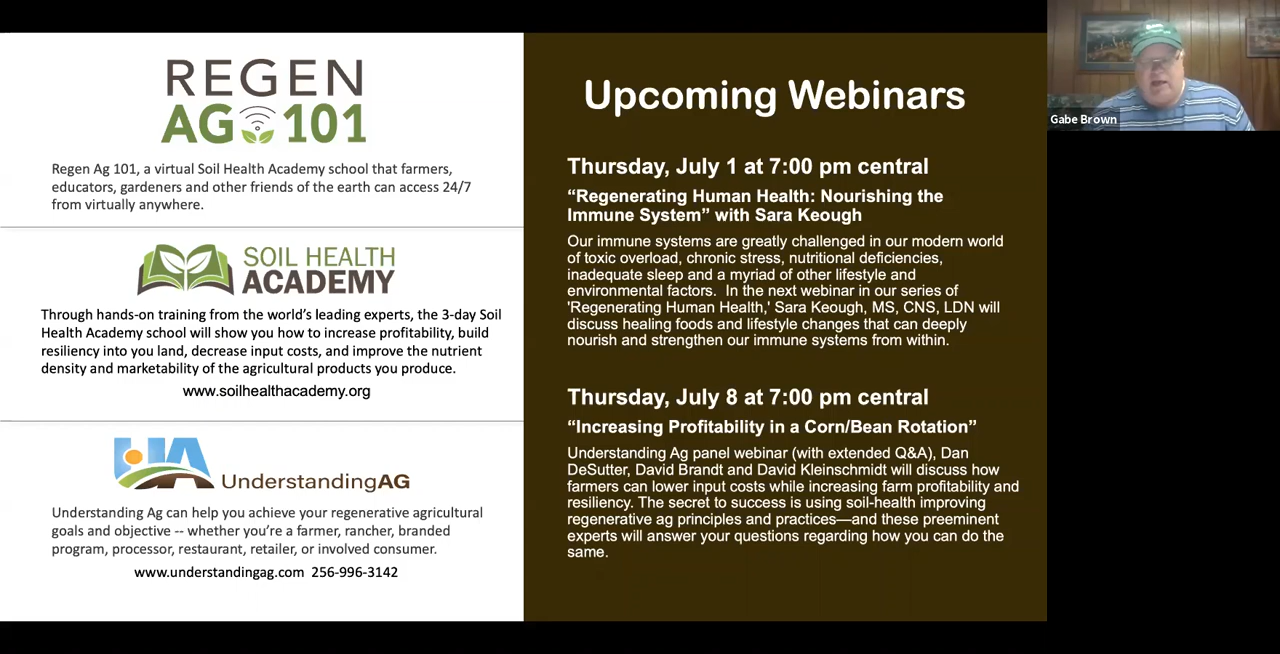 REGEN
AG 101
Regen Ag 101, a virtual Soil Health Academy school that farmers,
educators, gardeners and other friends of the earth can access 24/7
from virtually anywhere.
SOIL HEALTH
ACADEMY
Through hands-on training from the world's leading experts, the 3-day Soil
Health Academy school will show you how to increase profitability, build
resiliency into you land, decrease input costs, and improve the nutrient
density and marketability of the agricultural products you produce.
www.soilhealthacademy.org
UA
UnderstandingAG
Understanding Ag can help you achieve your regenerative agricultural
goals and objective -- whether you're a farmer, rancher, branded
program, processor, restaurant, retailer, or involved consumer.
www.understandingag.com 256-996-3142
Upcoming Webinars
Thursday, July 1 at 7:00 pm central
“Regenerating Human Health: Nourishing the
Immune System” with Sara Keough
Our immune systems are greatly challenged in our modern world
of toxic overload, chronic stress, nutritional deficiencies,
inadequate sleep and a myriad of other lifestyle and
environmental factors. In the next webinar in our series of
'Regenerating Human Health,' Sara Keough, MS, CNS, LDN will
discuss healing foods and lifestyle changes that can deeply
nourish and strengthen our immune systems from within.
Thursday, July 8 at 7:00 pm central
“Increasing Profitability in a Corn/Bean Rotation”
Understanding Ag panel webinar (with extended Q&A), Dan
DeSutter, David Brandt and David Kleinschmidt will discuss how
farmers can lower input costs while increasing farm profitability and
resiliency. The secret to success is using soil-health improving
regenerative ag principles and practices—and these preeminent
experts will answer your questions regarding how you can do the
same.
Gabe Brown